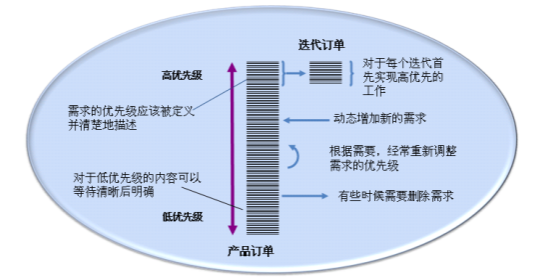 迭代订单
高优先级
对于每个迭代首
先实现高优先的
工作
需求的优先级应该被定义
并清楚地描述
动态增加新的需求
根据需要，经常重新调整
需求的优先级
对于低优先级的内容可以
等待清晰后明确
有些时候需要删除需求
低优先级
产品订单